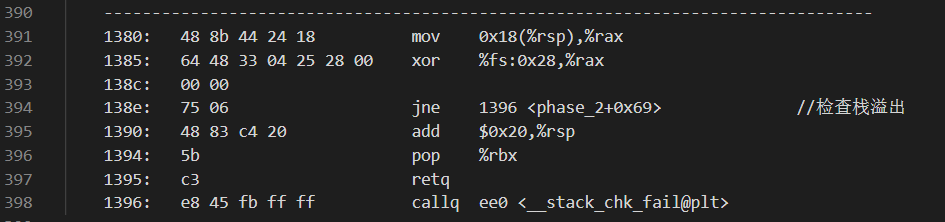 390 --------------------------------------------------------------------------------
391 1380: 48 8b 44 24 18 mov 0x18(%rsp),%rax
392 1385: 64 48 33 04 25 28 00 xor %fs:0x28,%rax
393 138c: 00 00
394 138e: 75 06 jne 1396 <phase_2+0x69> //检查栈溢出
395 1390: 48 83 c4 20 add $0x20,%rsp
396 1394: 5b pop %rbx
397 1395: c3 retq
398 1396: e8 45 fb ff ff callq ee0 <__stack_chk_fail@plt>